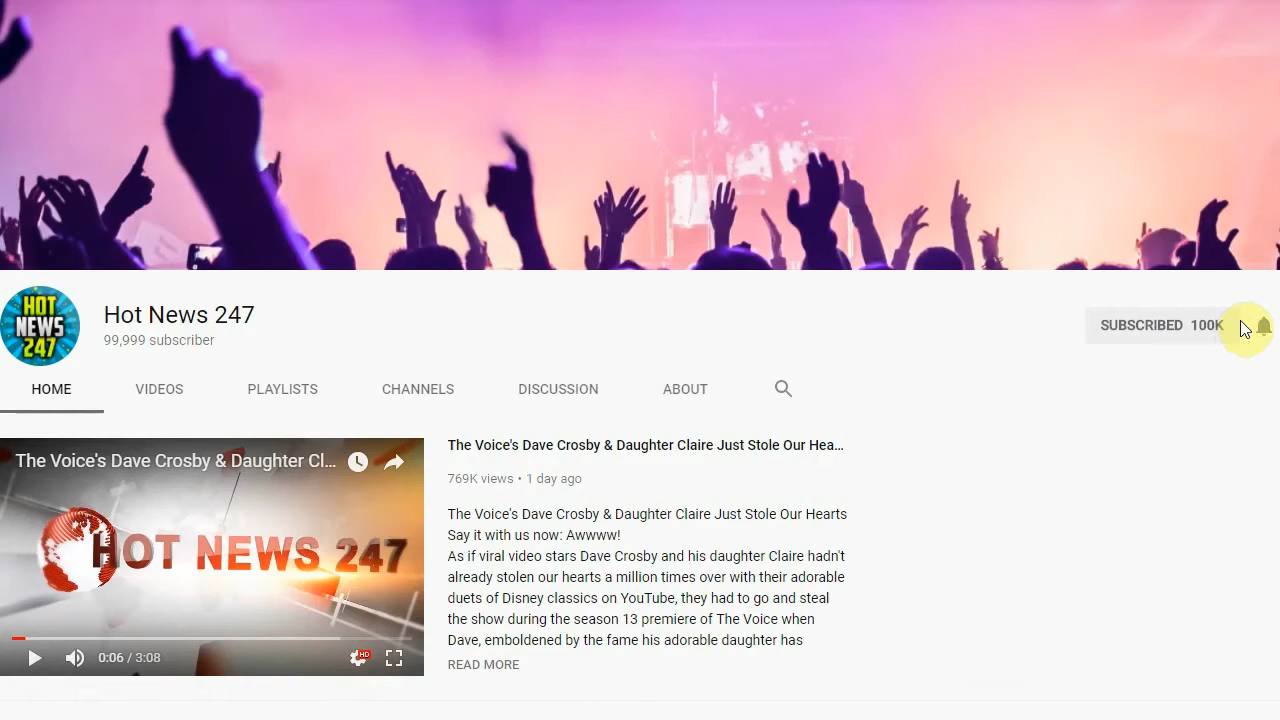 HOT
NEWS
247
Hot News 247
99,999 subscriber
SUBSCRIBED 100K
HOME VIDEOS PLAYLISTS CHANNELS DISCUSSION ABOUT
The Voice's Dave Crosby & Daughter Cl...
HOT NEWS 247
0:06 / 3:08
HD
The Voice's Dave Crosby & Daughter Claire Just Stole Our Hea...
769K views • 1 day ago
The Voice's Dave Crosby & Daughter Claire Just Stole Our Hearts
Say it with us now: Awwww!
As if viral video stars Dave Crosby and his daughter Claire hadn't
already stolen our hearts a million times over with their adorable
duets of Disney classics on YouTube, they had to go and steal
the show during the season 13 premiere of The Voice when
Dave, emboldened by the fame his adorable daughter has
READ MORE